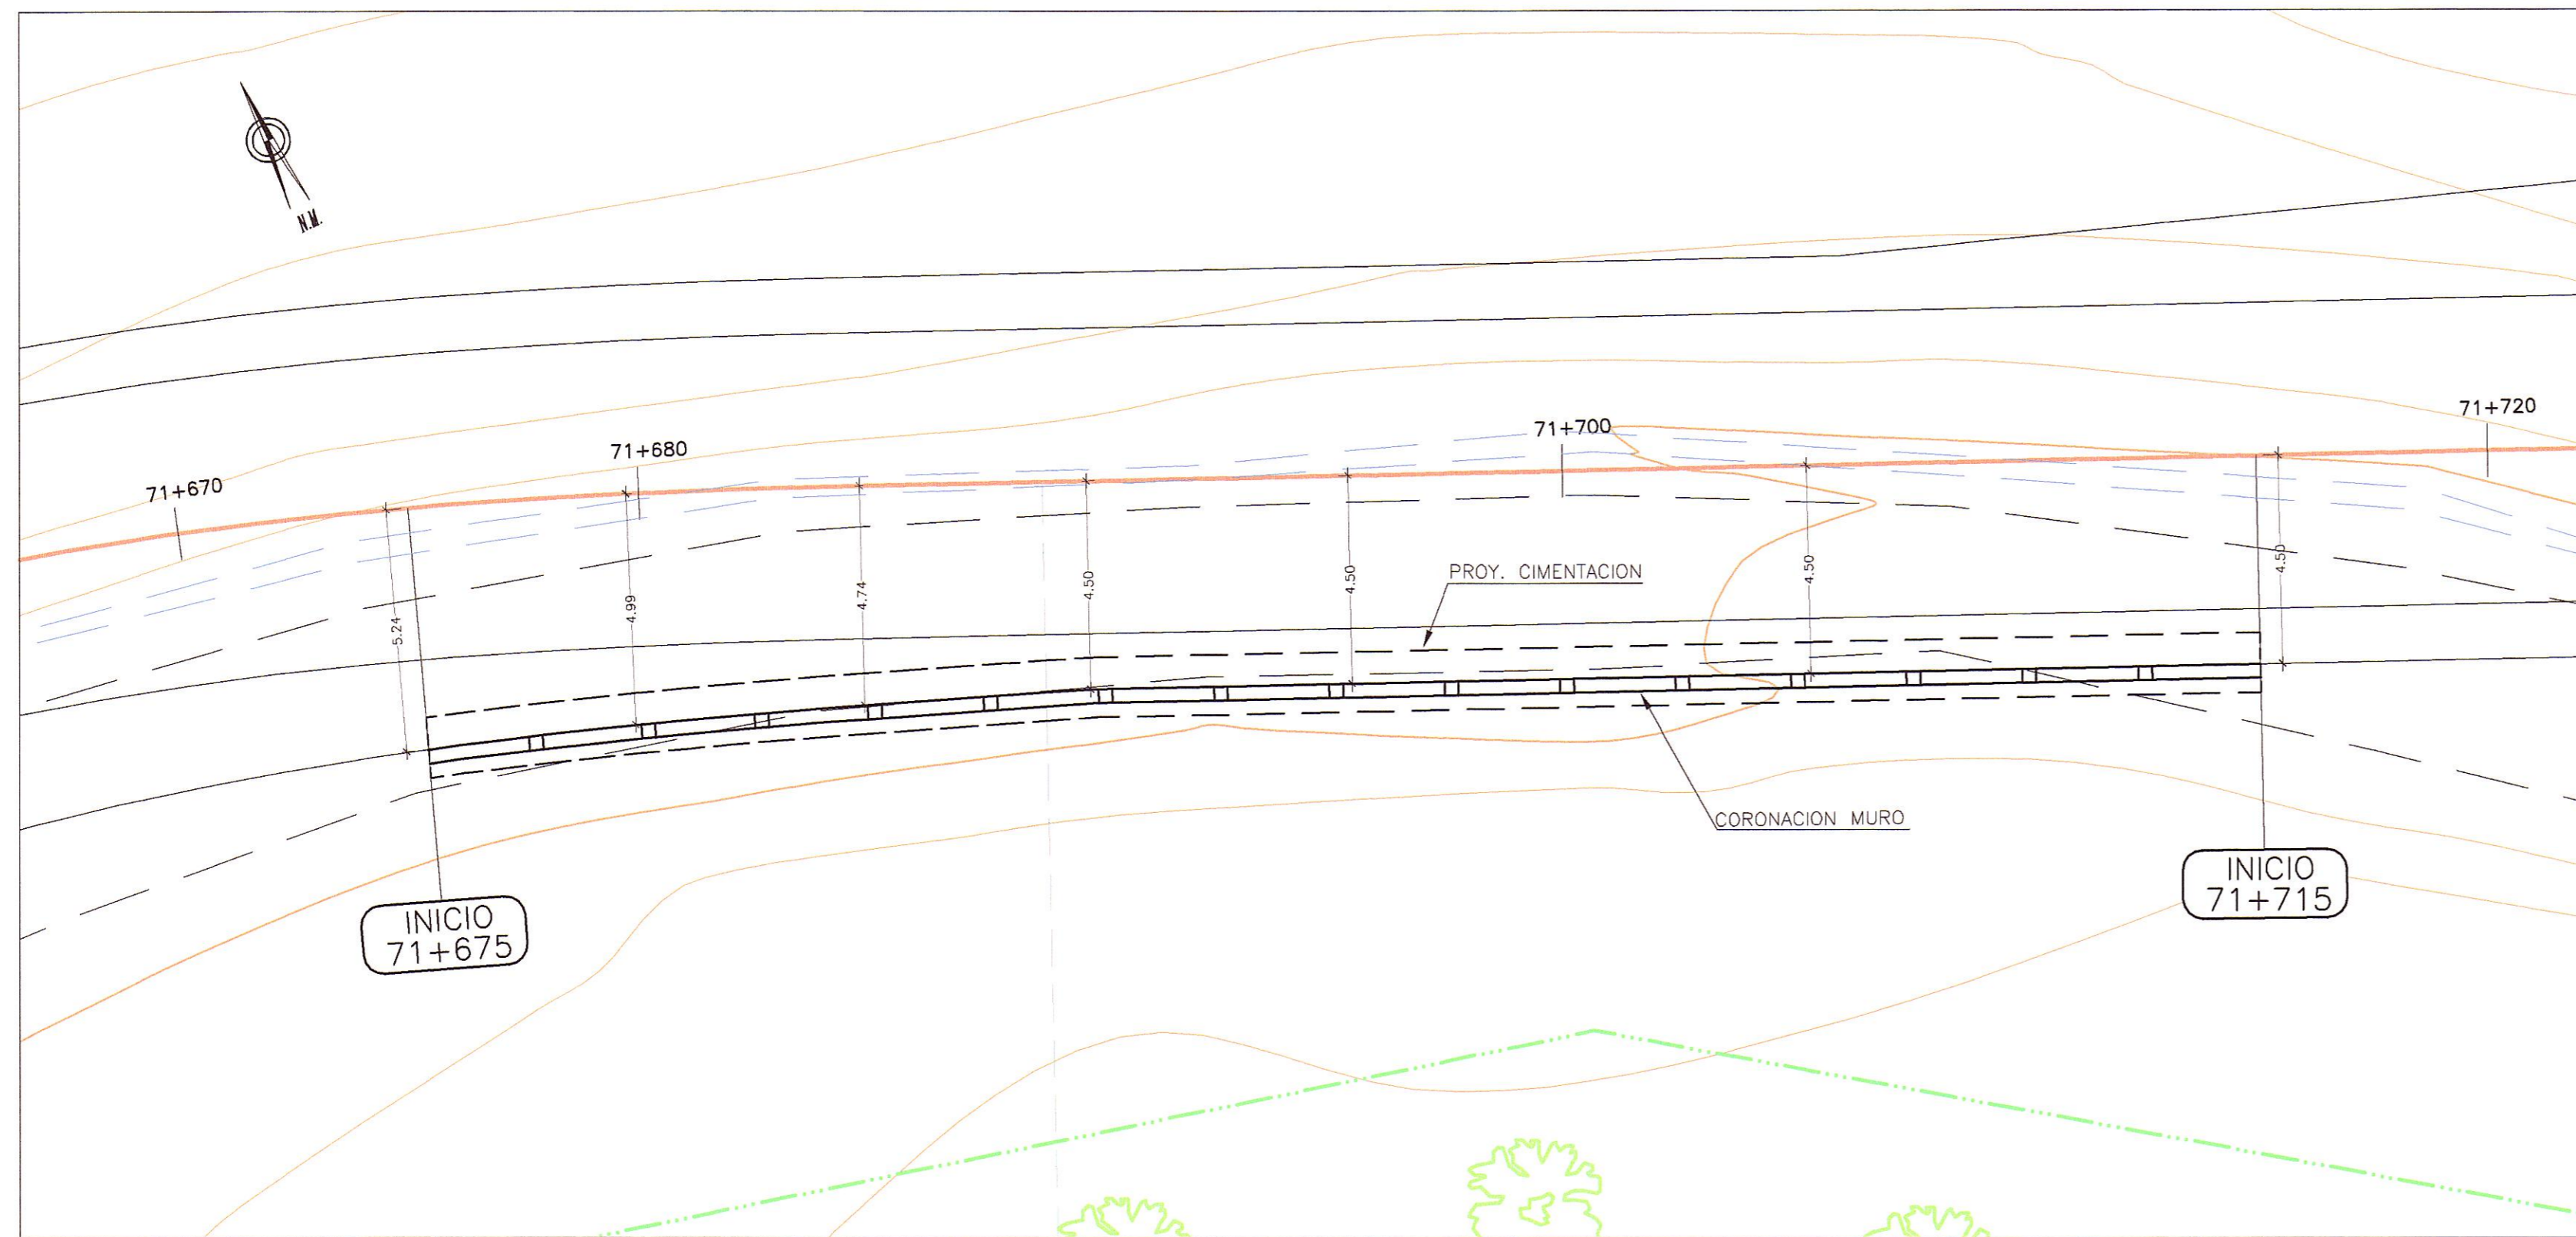 N.M.
71+670
71+680
71+700
71+720
5.24
4.99
4.74
4.50
4.50
4.50
4.50
PROY. CIMENTACION
CORONACION MURO
INICIO
71+675
INICIO
71+715